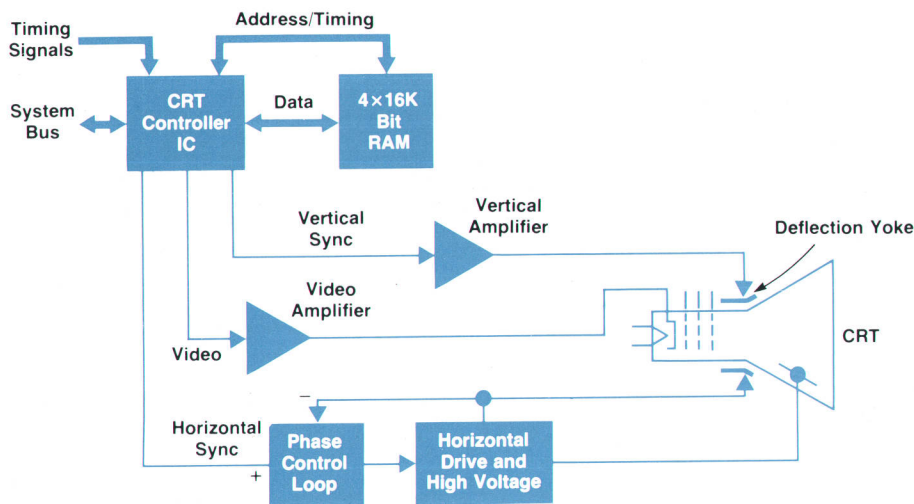 Timing
Signals
Address/Timing
System
Bus
CRT
Controller
IC
Data
4×16K
Bit
RAM
Vertical
Sync
Vertical
Amplifier
Deflection Yoke
Video
Amplifier
Video
CRT
Horizontal
Sync
−
+
Phase
Control
Loop
Horizontal
Drive and
High Voltage